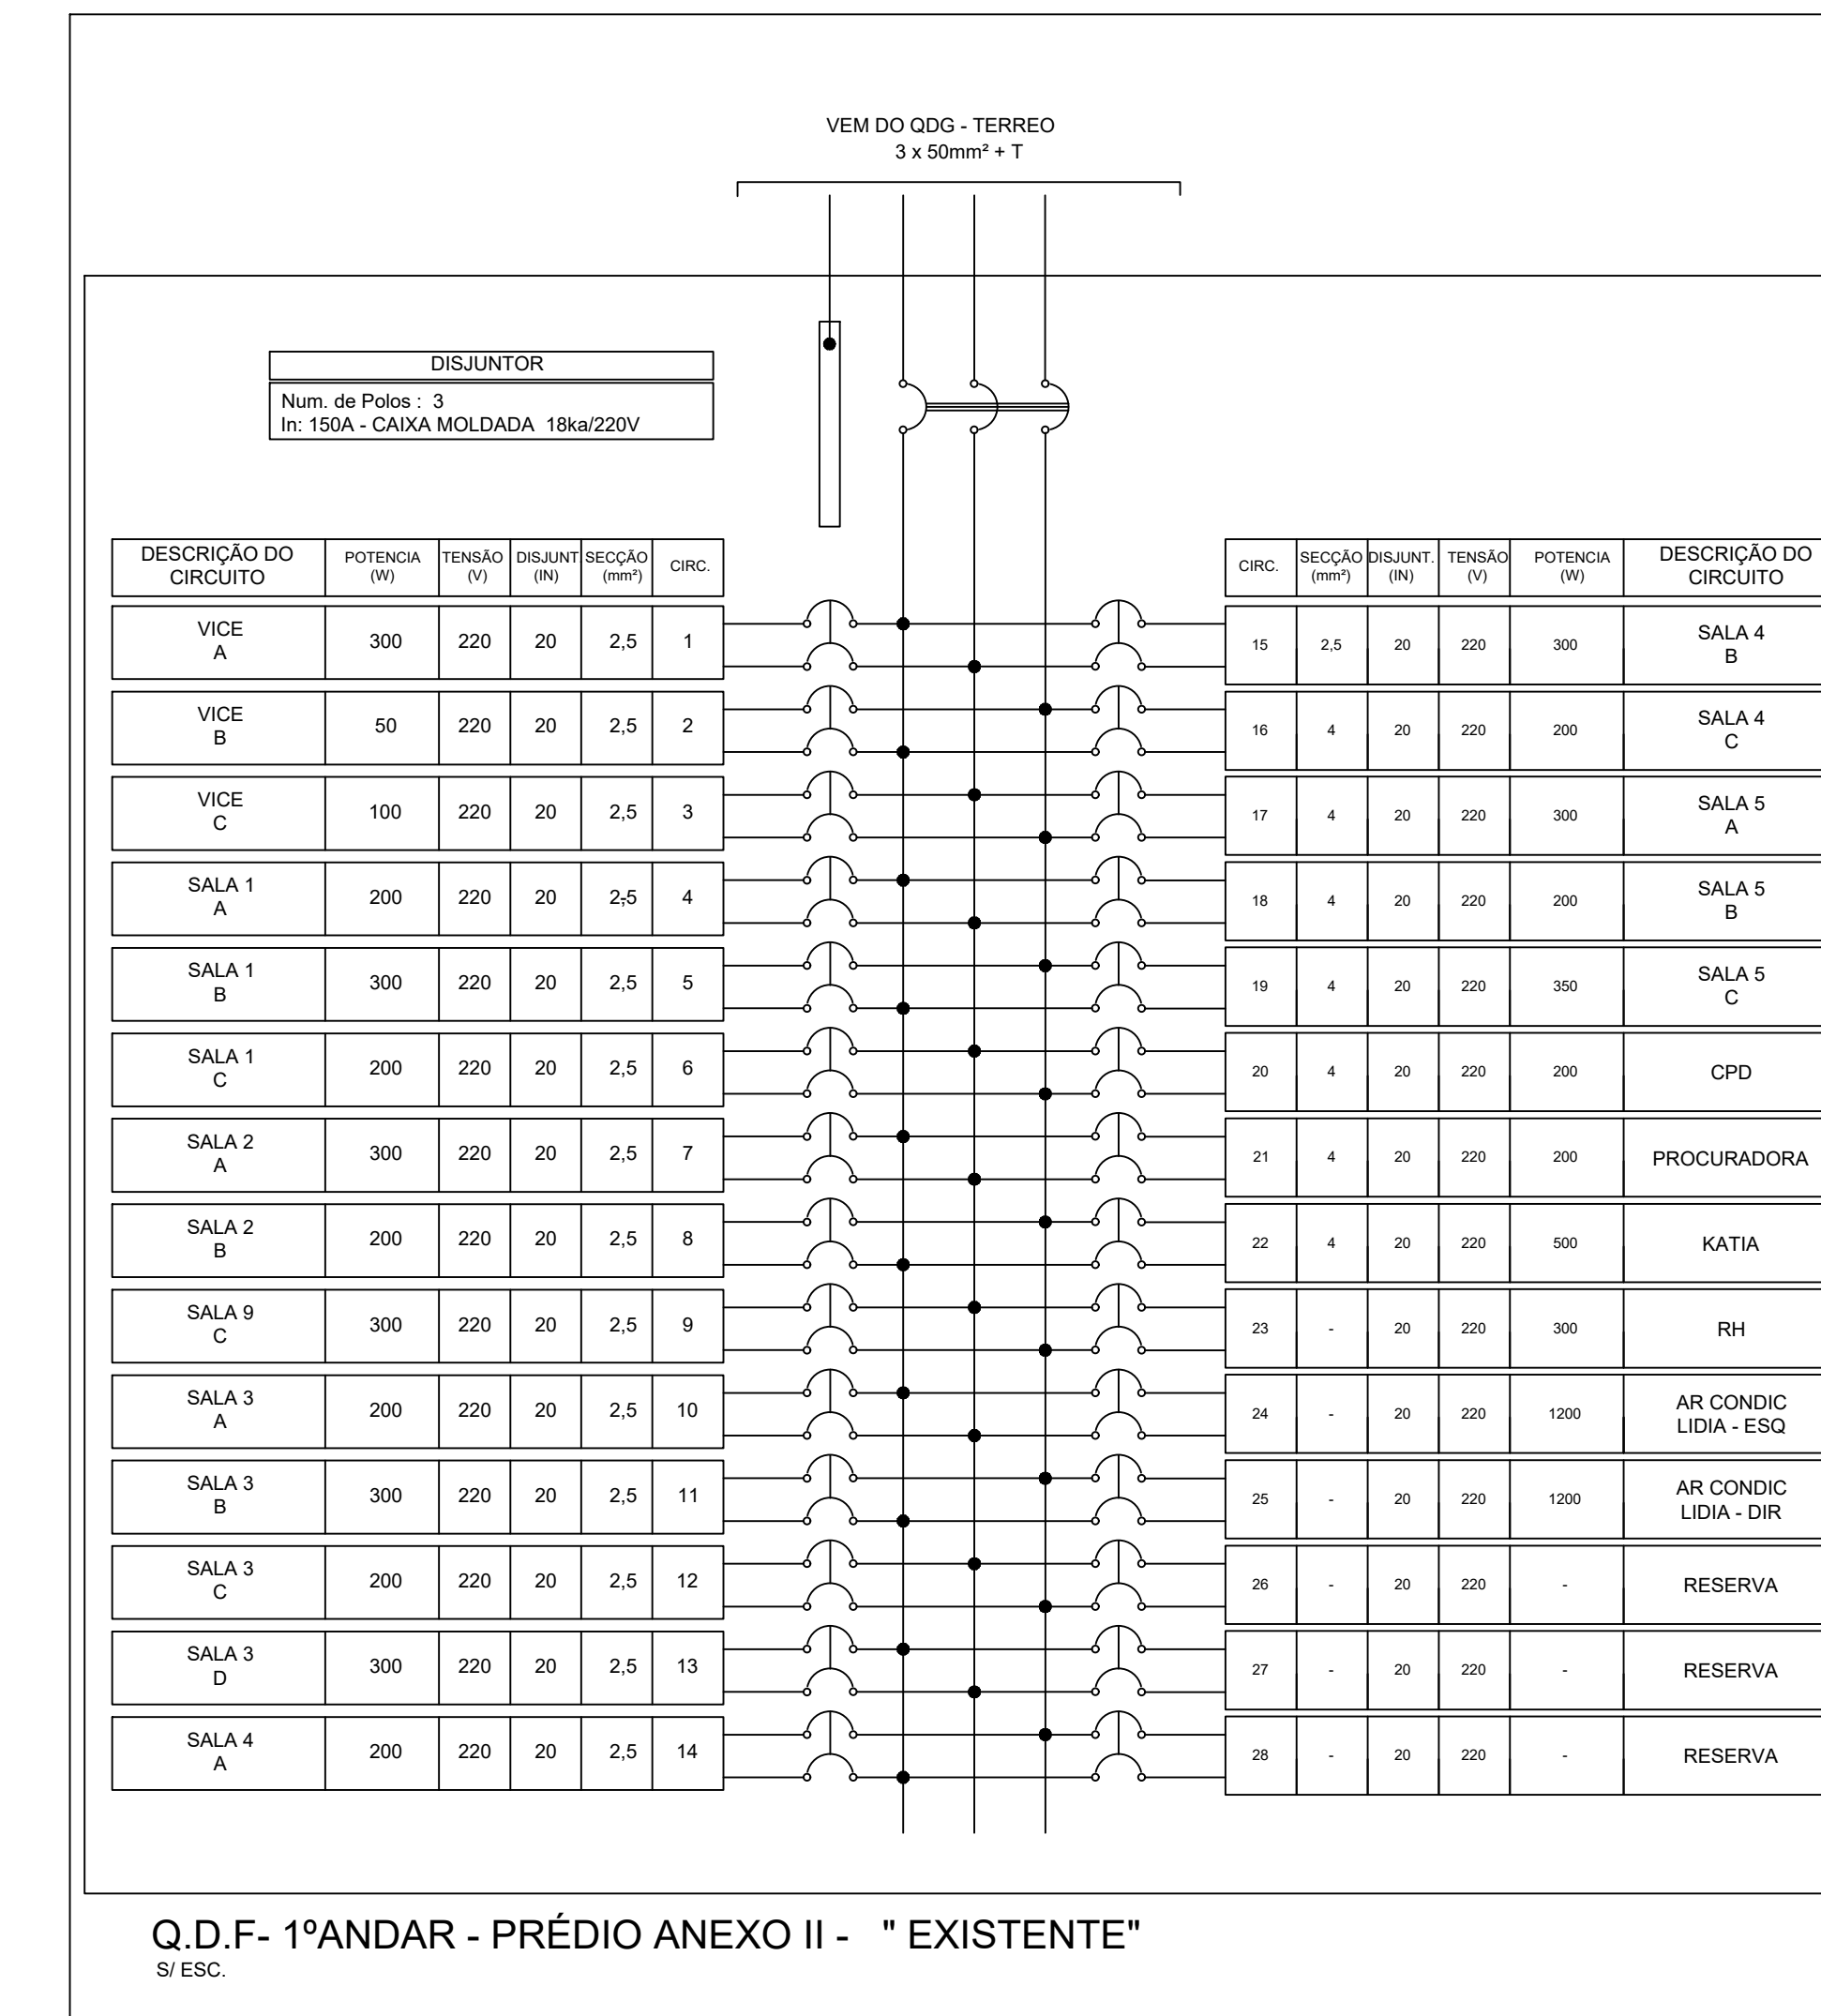 VEM DO QDG - TERREO
3 x 50mm² + T
DISJUNTOR
Num. de Polos : 3
In: 150A - CAIXA MOLDADA 18ka/220V
DESCRIÇÃO DO CIRCUITO POTENCIA (W) TENSÃO (V) DISJUNT (IN) SECÇÃO (mm²) CIRC.
VICE A 300 220 20 2,5 1
VICE B 50 220 20 2,5 2
VICE C 100 220 20 2,5 3
SALA 1 A 200 220 20 2,5 4
SALA 1 B 300 220 20 2,5 5
SALA 1 C 200 220 20 2,5 6
SALA 2 A 300 220 20 2,5 7
SALA 2 B 200 220 20 2,5 8
SALA 9 C 300 220 20 2,5 9
SALA 3 A 200 220 20 2,5 10
SALA 3 B 300 220 20 2,5 11
SALA 3 C 200 220 20 2,5 12
SALA 3 D 300 220 20 2,5 13
SALA 4 A 200 220 20 2,5 14
CIRC. SECÇÃO (mm²) DISJUNT. (IN) TENSÃO (V) POTENCIA (W) DESCRIÇÃO DO CIRCUITO
15 2,5 20 220 300 SALA 4 B
16 4 20 220 200 SALA 4 C
17 4 20 220 300 SALA 5 A
18 4 20 220 200 SALA 5 B
19 4 20 220 350 SALA 5 C
20 4 20 220 200 CPD
21 4 20 220 200 PROCURADORA
22 4 20 220 500 KATIA
23 - 20 220 300 RH
24 - 20 220 1200 AR CONDIC LIDIA - ESQ
25 - 20 220 1200 AR CONDIC LIDIA - DIR
26 - 20 220 - RESERVA
27 - 20 220 - RESERVA
28 - 20 220 - RESERVA
Q.D.F- 1ºANDAR - PRÉDIO ANEXO II - " EXISTENTE"
S/ ESC.